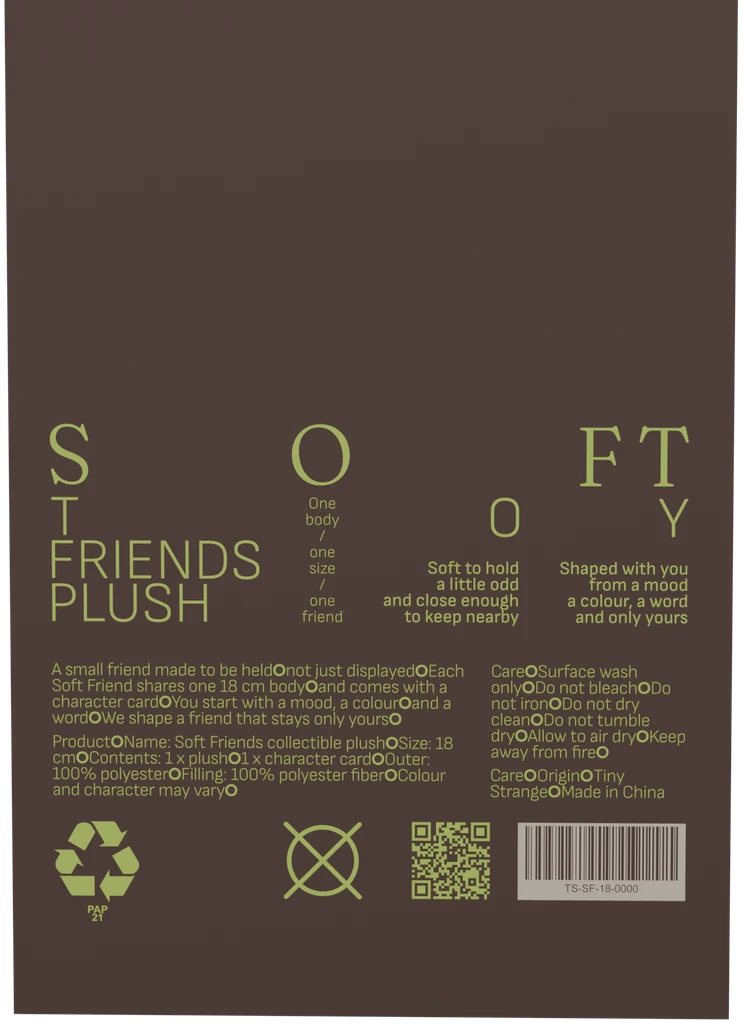 S O FT
T O Y
FRIENDS
PLUSH
One
body
/
one
size
/
one
friend
Soft to hold
a little odd
and close enough
to keep nearby
Shaped with you
from a mood
a colour, a word
and only yours
A small friend made to be heldOnot just displayedOEach
Soft Friend shares one 18 cm bodyOand comes with a
character cardOYou start with a mood, a colourOand a
wordOWe shape a friend that stays only yoursO
ProductOName: Soft Friends collectible plushOSize: 18
cmOContents: 1 x plushO1 x character cardOOuter:
100% polyesterOFilling: 100% polyester fiberOColour
and character may varyO
CareOSurface wash
onlyODo not bleachODo
not ironODo not dry
cleanODo not tumble
dryOAllow to air dryOKeep
away from fireO
CareOOriginOTiny
StrangeOMade in China
PAP
21
TS-SF-18-0000